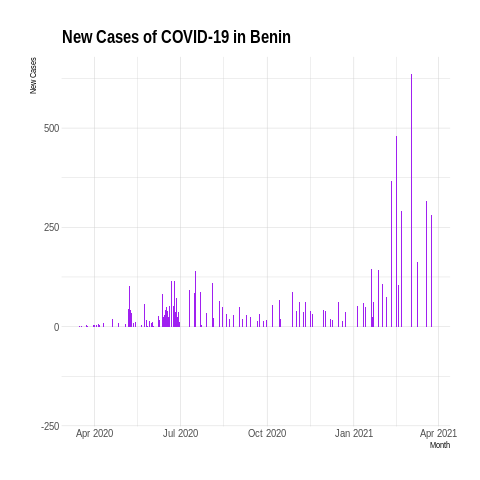 New Cases of COVID-19 in Benin
New Cases
500
250
0
-250
Apr 2020 Jul 2020 Oct 2020 Jan 2021 Apr 2021
Month